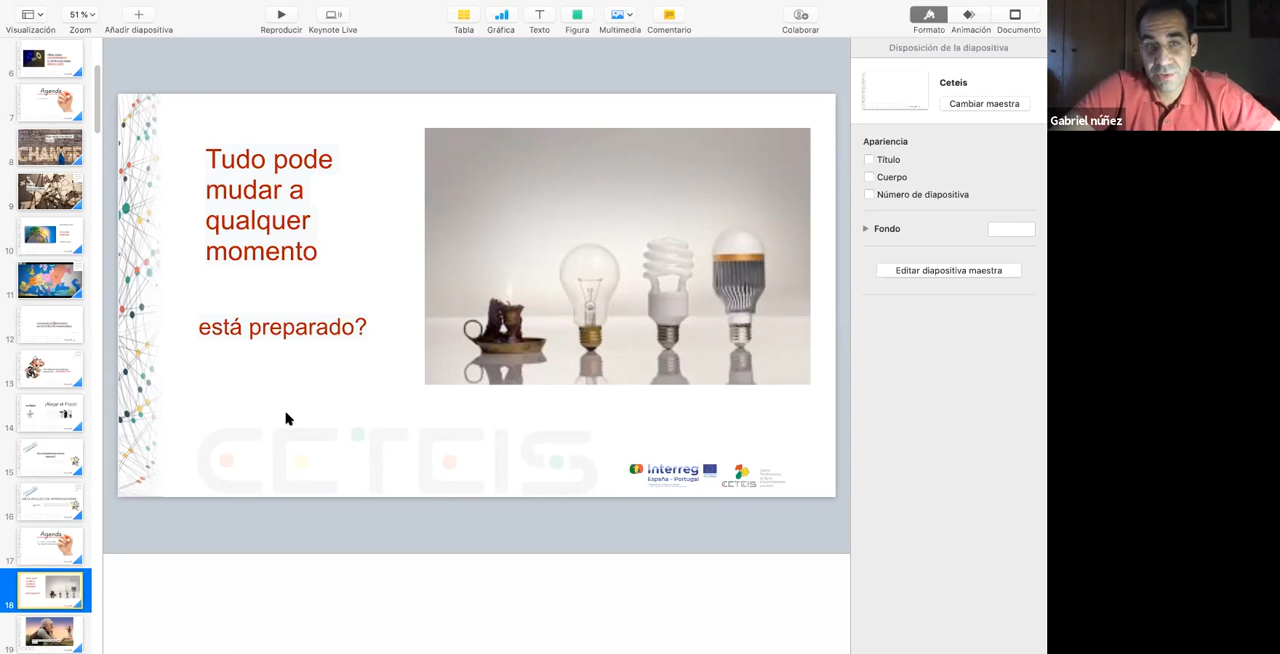 51 %
Visualización
Zoom
Añadir diapositiva
Reproducir
Keynote Live
Tabla
Gráfica
Texto
Figura
Multimedia
Comentario
Colaborar
Formato
Animación
Documento
6
7
8
9
10
11
12
13
14
15
16
17
18
19
Agenda
CHANGE
¡Alejar el Foco!
Agenda
Tudo pode
mudar a
qualquer
momento
está preparado?
CETEIS
Interreg
España - Portugal
CETEIS
Disposición de la diapositiva
Ceteis
Cambiar maestra
Apariencia
Título
Cuerpo
Número de diapositiva
Fondo
Editar diapositiva maestra
Gabriel núñez